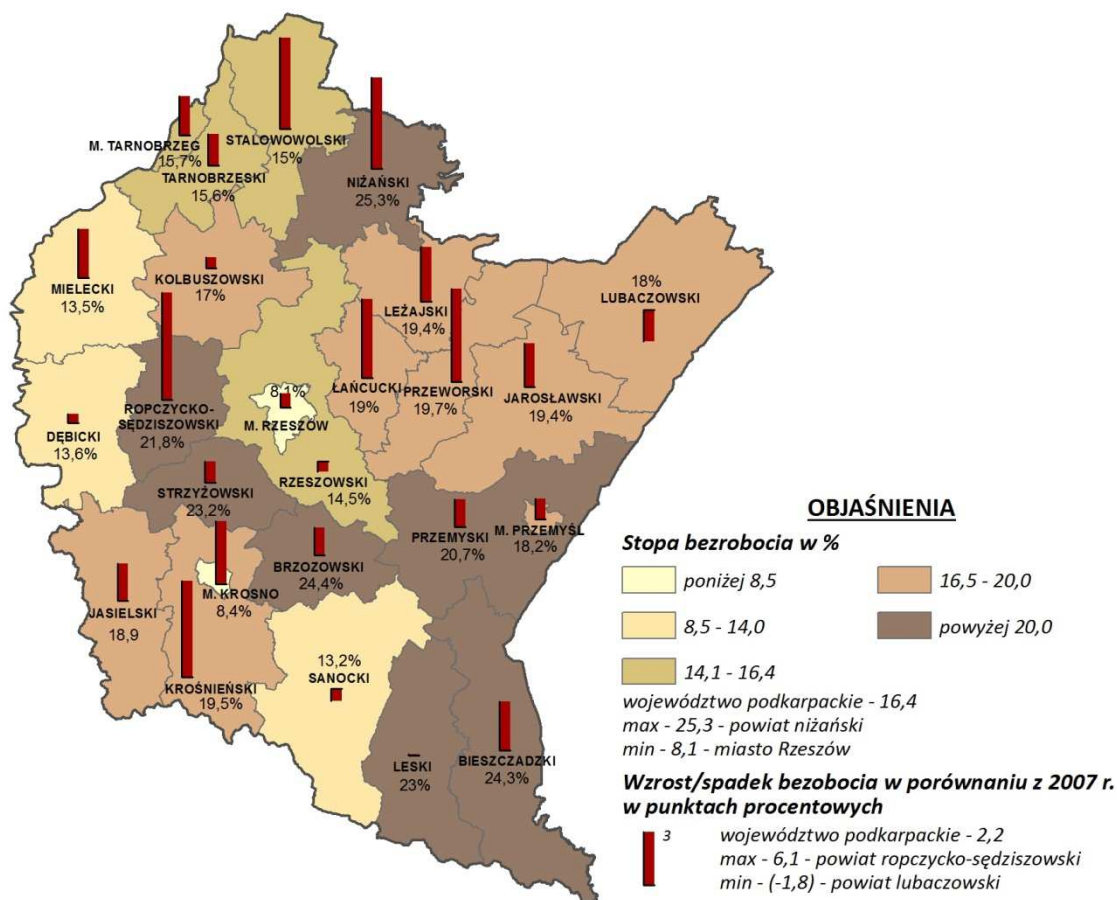 STALOWOWOLSKI
15%
M. TARNOBRZEG
15,7%
TARNOBRZESKI
15,6%
NIŻAŃSKI
25,3%
MIELECKI
13,5%
KOLBUSZOWSKI
17%
LEŻAJSKI
19,4%
18%
LUBACZOWSKI
ROPCZYCKO-
SĘDZISZOWSKI
21,8%
8,1%
M. RZESZÓW
ŁAŃCUCKI
19%
PRZEWORSKI
19,7%
JAROSŁAWSKI
19,4%
DĘBICKI
13,6%
STRZYŻOWSKI
23,2%
RZESZOWSKI
14,5%
PRZEMYSKI
20,7%
M. PRZEMYŚL
18,2%
BRZOZOWSKI
24,4%
JASIELSKI
18,9
M. KROSNO
8,4%
KROŚNIEŃSKI
19,5%
13,2%
SANOCKI
LESKI
23%
BIESZCZADZKI
24,3%
OBJAŚNIENIA
Stopa bezrobocia w %
poniżej 8,5
8,5 - 14,0
14,1 - 16,4
16,5 - 20,0
powyżej 20,0
województwo podkarpackie - 16,4
max - 25,3 - powiat niżański
min - 8,1 - miasto Rzeszów
Wzrost/spadek bezobocia w porównaniu z 2007 r.
w punktach procentowych
3
województwo podkarpackie - 2,2
max - 6,1 - powiat ropczycko-sędziszowski
min - (-1,8) - powiat lubaczowski